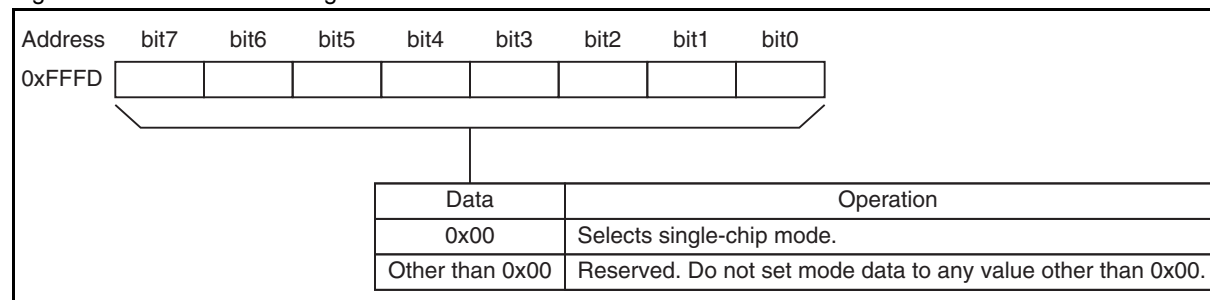 Address bit7 bit6 bit5 bit4 bit3 bit2 bit1 bit0
0xFFFD
Data Operation
0x00 Selects single-chip mode.
Other than 0x00 Reserved. Do not set mode data to any value other than 0x00.